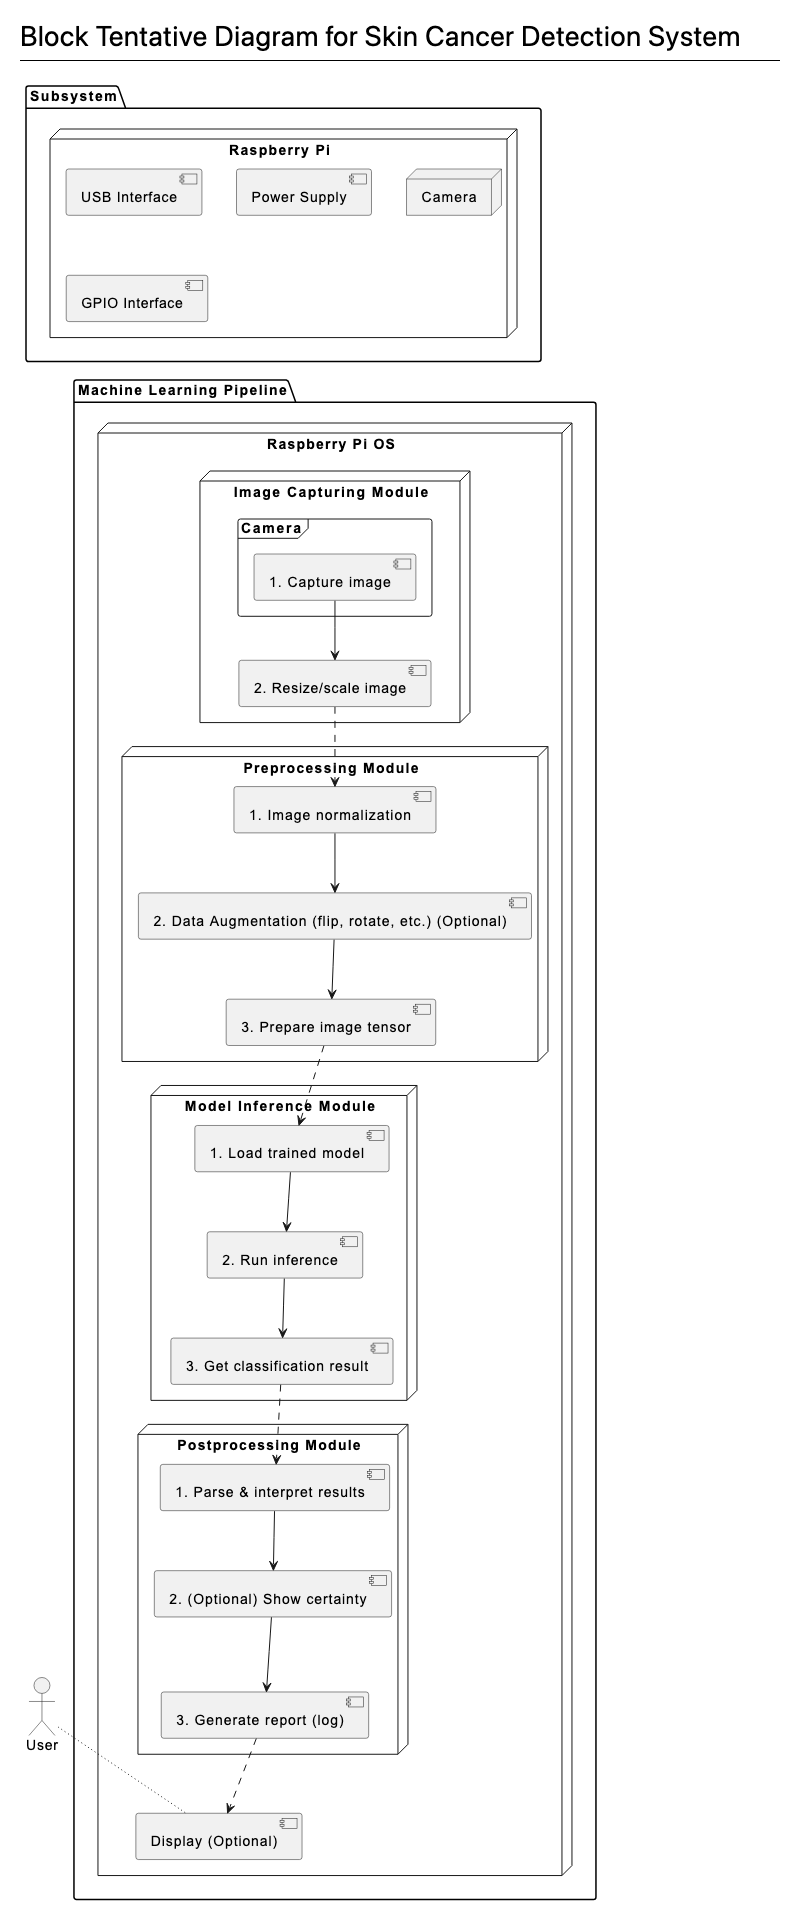 Block Tentative Diagram for Skin Cancer Detection System
Subsystem
Raspberry Pi
USB Interface
Power Supply
Camera
GPIO Interface
Machine Learning Pipeline
Raspberry Pi OS
Image Capturing Module
Camera
1. Capture image
2. Resize/scale image
Preprocessing Module
1. Image normalization
2. Data Augmentation (flip, rotate, etc.) (Optional)
3. Prepare image tensor
Model Inference Module
1. Load trained model
2. Run inference
3. Get classification result
Postprocessing Module
1. Parse & interpret results
2. (Optional) Show certainty
3. Generate report (log)
User
Display (Optional)